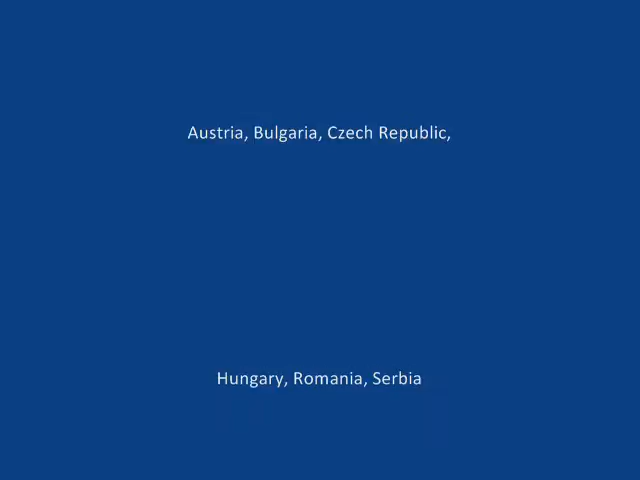 Austria, Bulgaria, Czech Republic,
Hungary, Romania, Serbia